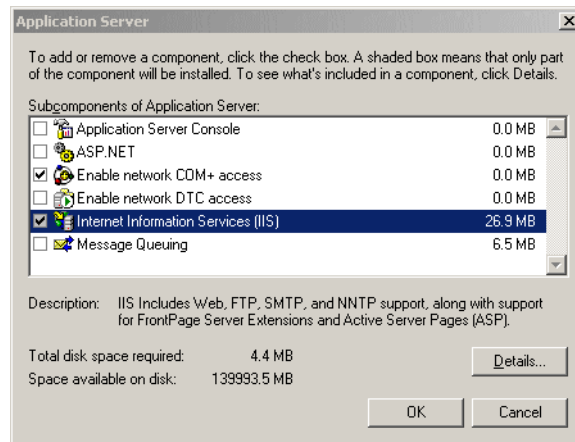 Application Server
To add or remove a component, click the check box. A shaded box means that only part
of the component will be installed. To see what's included in a component, click Details.
Subcomponents of Application Server:
Application Server Console 0.0 MB
ASP.NET 0.0 MB
Enable network COM+ access 0.0 MB
Enable network DTC access 0.0 MB
Internet Information Services (IIS) 26.9 MB
Message Queuing 6.5 MB
Description: IIS Includes Web, FTP, SMTP, and NNTP support, along with support
for FrontPage Server Extensions and Active Server Pages (ASP).
Total disk space required: 4.4 MB
Space available on disk: 139993.5 MB
Details...
OK Cancel